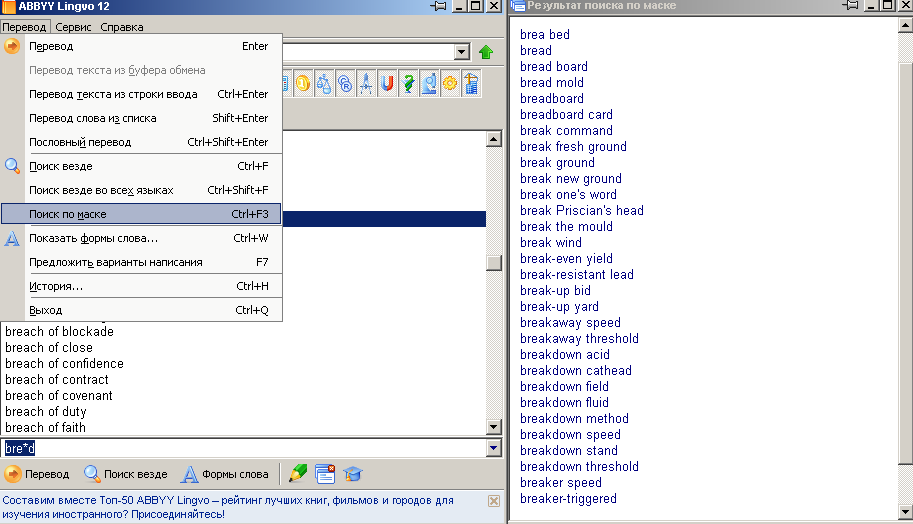 ABBYY Lingvo 12
Перевод Сервис Справка
Перевод Enter
Перевод текста из буфера обмена
Перевод текста из строки ввода Ctrl+Enter
Перевод слова из списка Shift+Enter
Пословный перевод Ctrl+Shift+Enter
Поиск везде Ctrl+F
Поиск везде во всех языках Ctrl+Shift+F
Поиск по маске Ctrl+F3
Показать формы слова... Ctrl+W
Предложить варианты написания F7
История... Ctrl+H
Выход Ctrl+Q
breach of blockade
breach of close
breach of confidence
breach of contract
breach of covenant
breach of duty
breach of faith
bre*d
Перевод Поиск везде Формы слова
Составим вместе Топ-50 ABBYY Lingvo – рейтинг лучших книг, фильмов и городов для
изучения иностранного? Присоединяйтесь!
Результат поиска по маске
brea bed
bread
bread board
bread mold
breadboard
breadboard card
break command
break fresh ground
break ground
break new ground
break one's word
break Priscian's head
break the mould
break wind
break-even yield
break-resistant lead
break-up bid
break-up yard
breakaway speed
breakaway threshold
breakdown acid
breakdown cathead
breakdown field
breakdown fluid
breakdown method
breakdown speed
breakdown stand
breakdown threshold
breaker speed
breaker-triggered